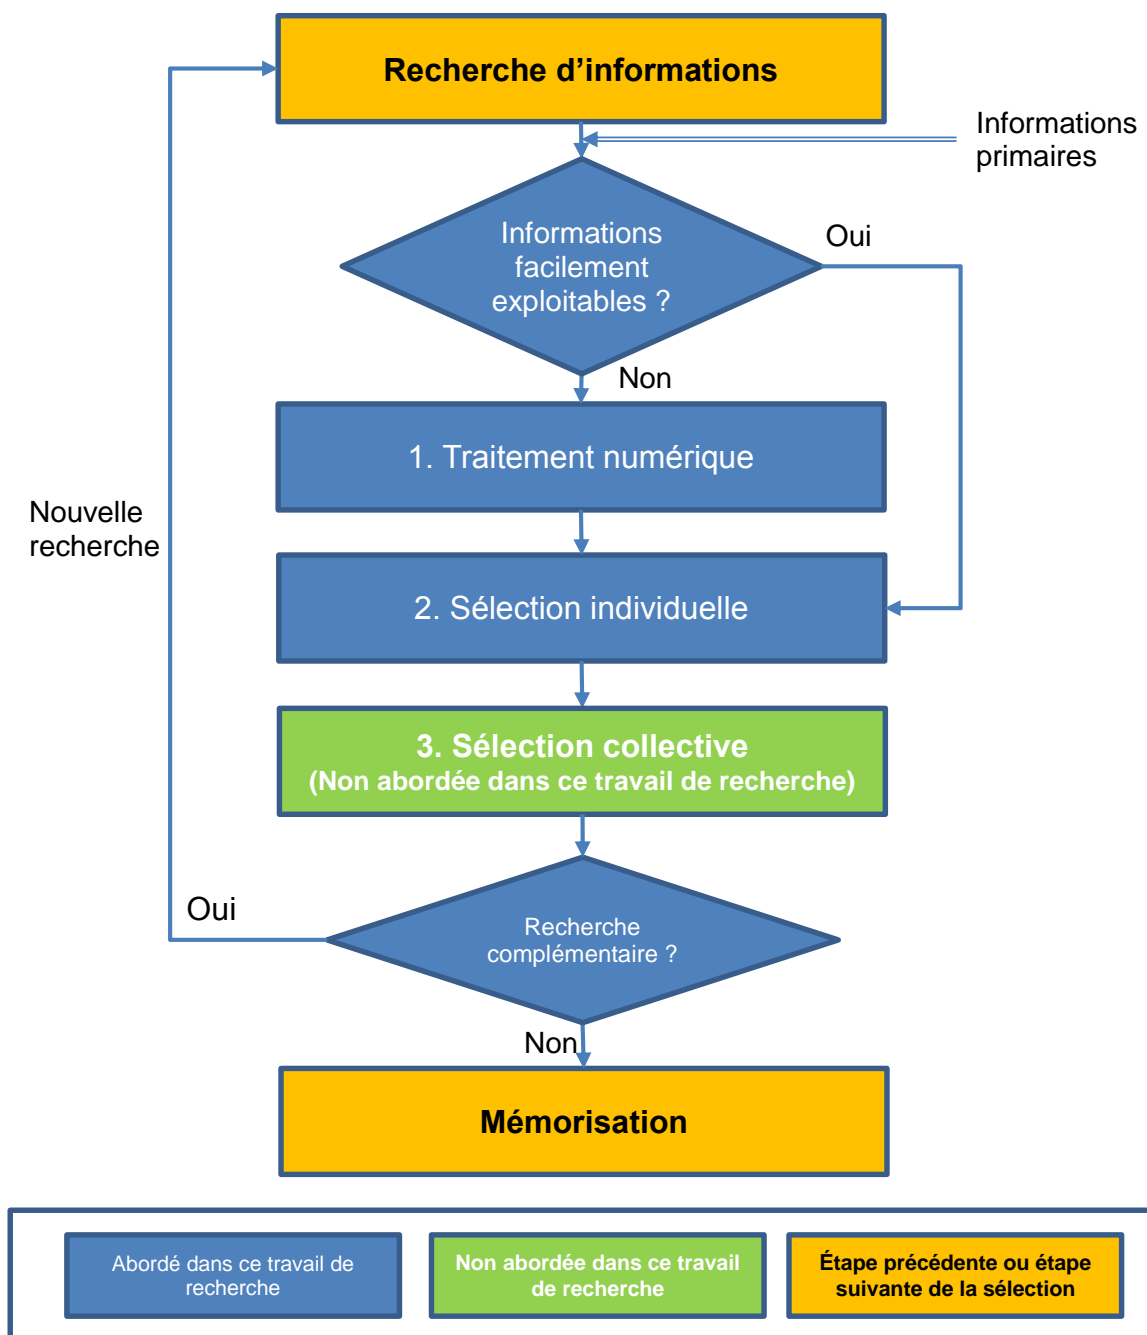 Recherche d’informations
Informations
primaires
Informations
facilement
exploitables ?
Oui
Non
1. Traitement numérique
Nouvelle
recherche
2. Sélection individuelle
3. Sélection collective
(Non abordée dans ce travail de recherche)
Oui
Recherche
complémentaire ?
Non
Mémorisation
Abordé dans ce travail de
recherche
Non abordée dans ce travail
de recherche
Étape précédente ou étape
suivante de la sélection